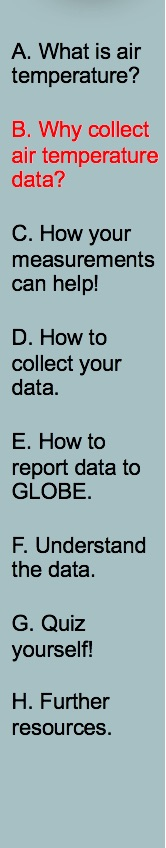 A. What is air
temperature?
B. Why collect
air temperature
data?
C. How your
measurements
can help!
D. How to
collect your
data.
E. How to
report data to
GLOBE.
F. Understand
the data.
G. Quiz
yourself!
H. Further
resources.